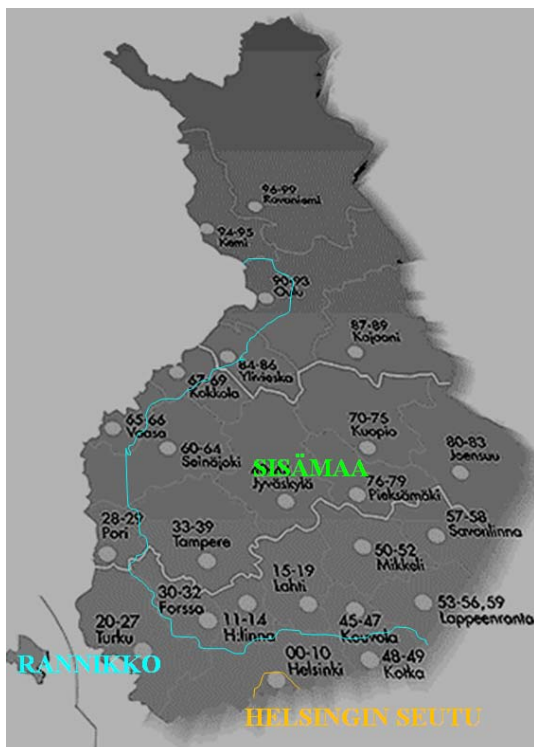 96-99
Rovaniemi
94-95
Kemi
90-93
Oulu
87-89
Kajaani
84-86
Ylivieska
67-69
Kokkola
65-66
Vaasa
60-64
Seinäjoki
70-75
Kuopio
SISÄMAA
Jyväskylä
80-83
Joensuu
76-79
Pieksämäki
28-29
Pori
33-39
Tampere
57-58
Savonlinna
50-52
Mikkeli
15-19
Lahti
30-32
Forssa
11-14
H:linna
45-47
Kouvola
53-56,59
Lappeenranta
20-27
Turku
RANNIKKO
00-10
Helsinki
48-49
Kotka
HELSINGIN SEUTU